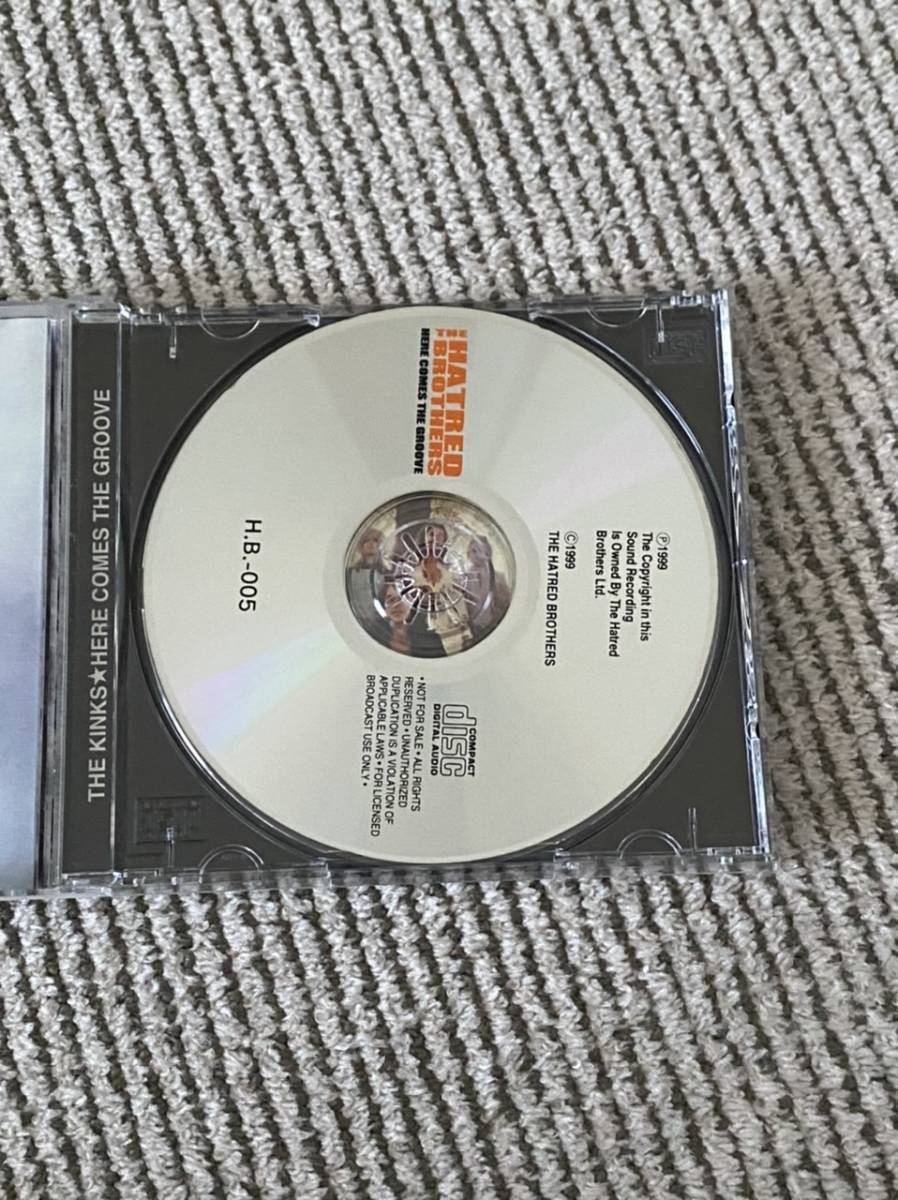 THE KINKS★HERE COMES THE GROOVE
THE
HATRED
BROTHERS
HERE COMES THE GROOVE
℗1999
The Copyright in this
Sound Recording
Is Owned By The Hatred
Brothers Ltd.
©1999
THE HATRED BROTHERS
H.B.-005
COMPACT
disc
DIGITAL AUDIO
• NOT FOR SALE • ALL RIGHTS
RESERVED • UNAUTHORIZED
DUPLICATION IS A VIOLATION OF
APPLICABLE LAWS • FOR LICENSED
BROADCAST USE ONLY •